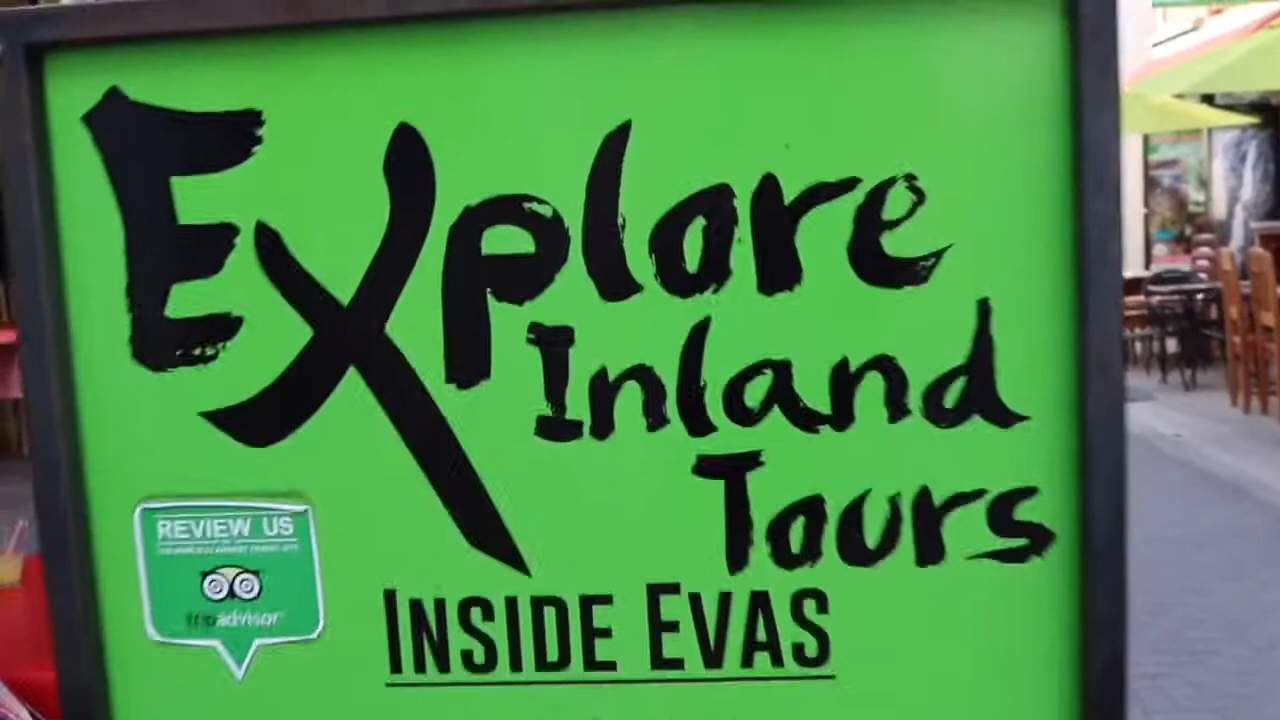 Explore
Inland
Tours
INSIDE EVAS
REVIEW US
tripadvisor